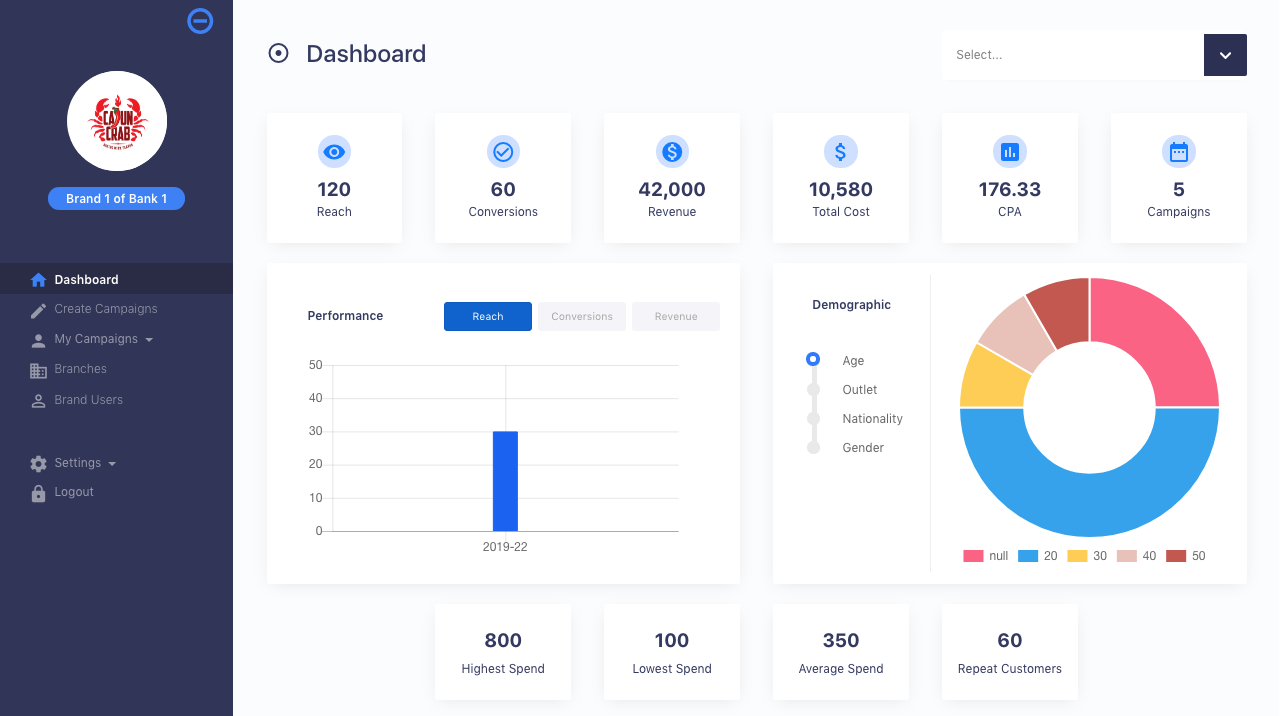 CAJUN
CRAB
Brand 1 of Bank 1
Dashboard
Create Campaigns
My Campaigns
Branches
Brand Users
Settings
Logout
Dashboard
Select...
120
Reach
60
Conversions
42,000
Revenue
10,580
Total Cost
176.33
CPA
5
Campaigns
Performance
Reach
Conversions
Revenue
50
40
30
20
10
0
2019-22
Demographic
Age
Outlet
Nationality
Gender
null 20 30 40 50
800
Highest Spend
100
Lowest Spend
350
Average Spend
60
Repeat Customers